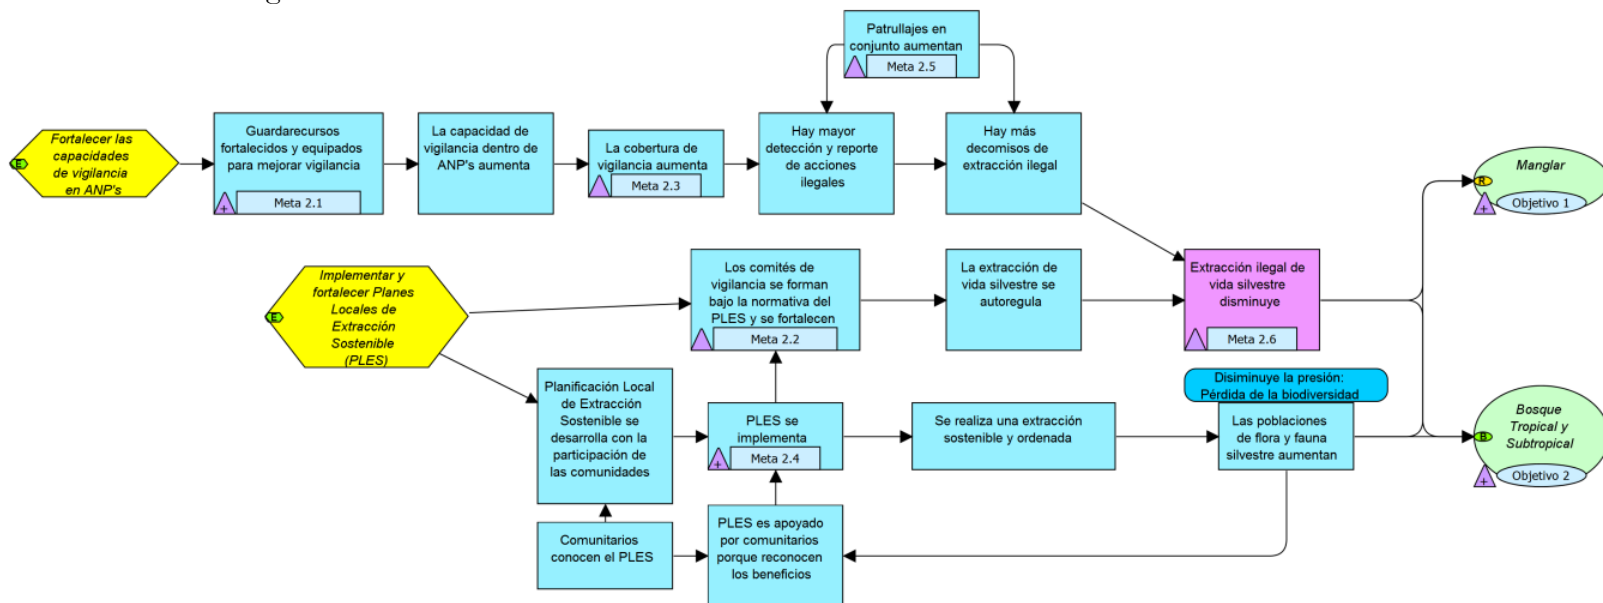 Patrullajes en
conjunto aumentan
Meta 2.5
Fortalecer las
capacidades
de vigilancia
en ANP's
E
Guardarecursos
fortalecidos y equipados
para mejorar vigilancia
+
Meta 2.1
La capacidad de
vigilancia dentro de
ANP's aumenta
La cobertura de
vigilancia aumenta
Meta 2.3
Hay mayor
detección y reporte
de acciones
ilegales
Hay más
decomisos de
extracción ilegal
Manglar
R
+
Objetivo 1
Implementar y
fortalecer Planes
Locales de
Extracción
Sostenible
(PLES)
E
Los comités de
vigilancia se forman
bajo la normativa del
PLES y se fortalecen
Meta 2.2
La extracción de
vida silvestre se
autoregula
Extracción ilegal de
vida silvestre
disminuye
Meta 2.6
Planificación Local
de Extracción
Sostenible se
desarrolla con la
participación de
las comunidades
PLES se
implementa
+
Meta 2.4
Se realiza una extracción
sostenible y ordenada
Disiminuye la presión:
Pérdida de la biodiversidad
Las poblaciones
de flora y fauna
silvestre aumentan
Bosque
Tropical y
Subtropical
B
+
Objetivo 2
Comunitarios
conocen el PLES
PLES es apoyado
por comunitarios
porque reconocen
los beneficios